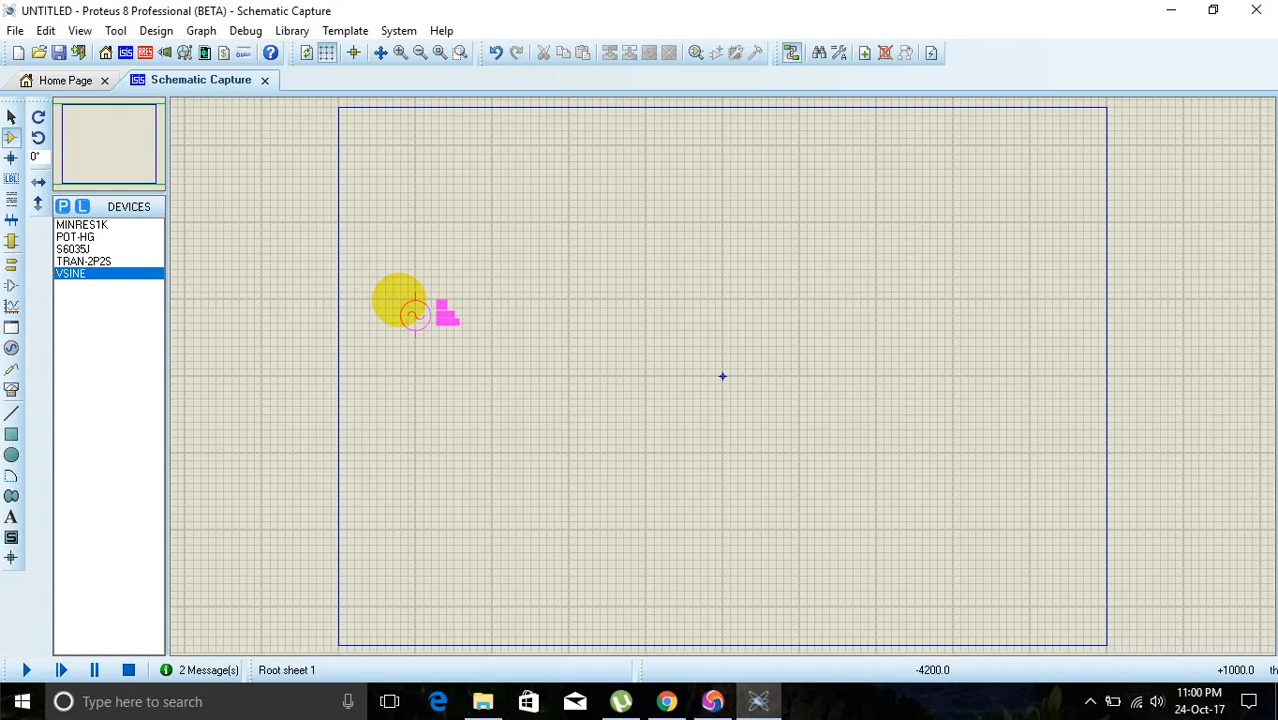 UNTITLED - Proteus 8 Professional (BETA) - Schematic Capture
File Edit View Tool Design Graph Debug Library Template System Help
Home Page
Schematic Capture
LBL
0°
P L DEVICES
MINRES1K
POT-HG
S6035J
TRAN-2P2S
VSINE
A
S
2 Message(s) Root sheet 1 -4200.0 +1000.0 th
Type here to search
11:00 PM
24-Oct-17